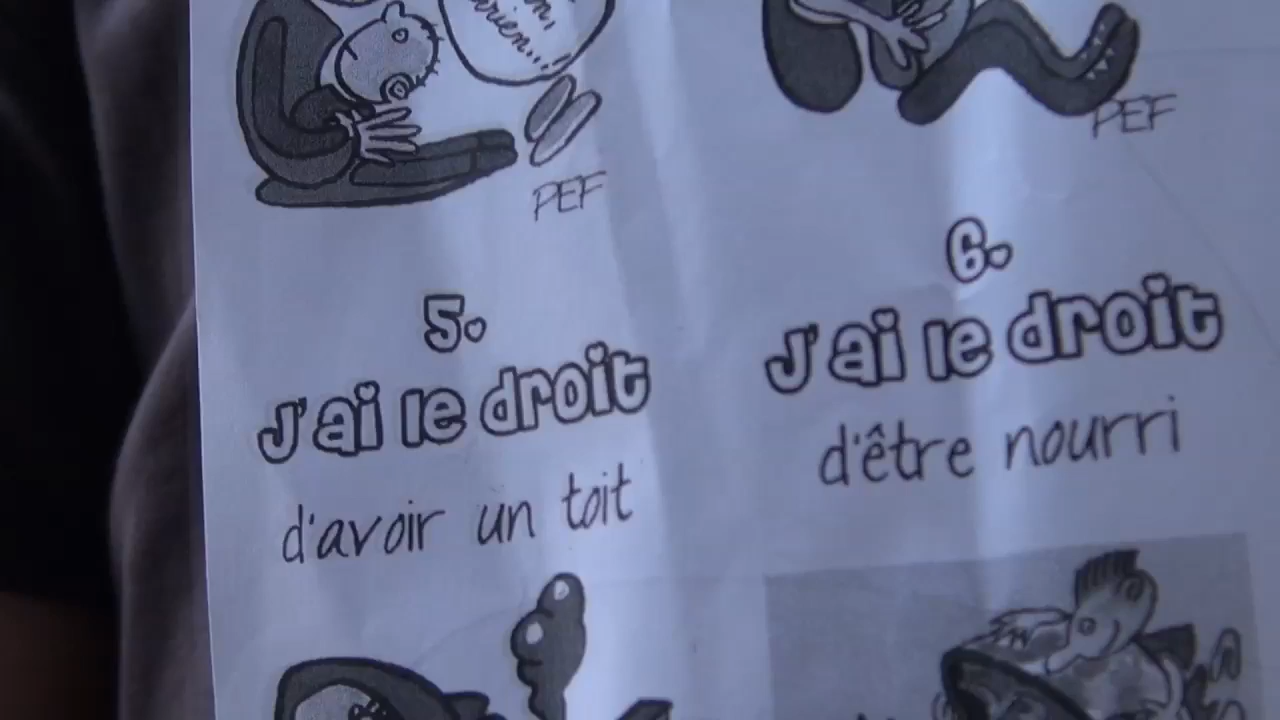 PEF
PEF
5.
J'ai le droit
d'avoir un toit
6.
J'ai le droit
d'être nourri